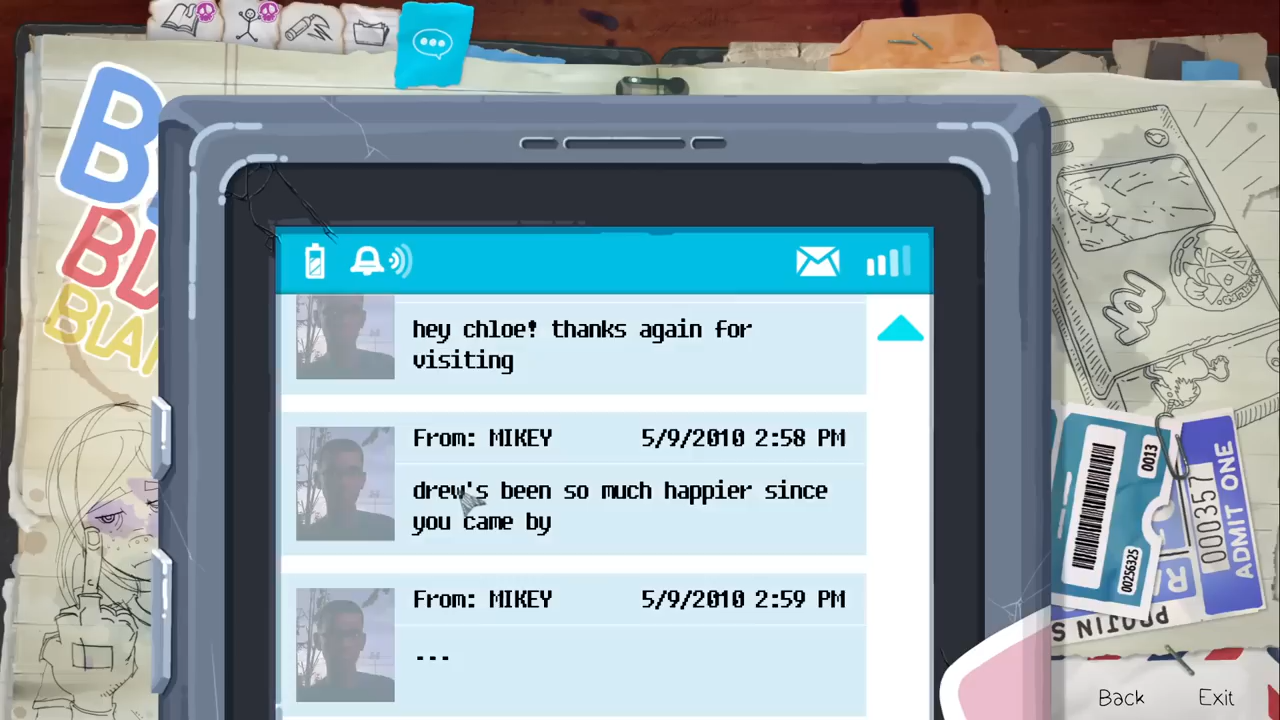 hey chloe! thanks again for
visiting
From: MIKEY 5/9/2010 2:58 PM
drew's been so much happier since
you came by
From: MIKEY 5/9/2010 2:59 PM
...
0013
00256325
000357
ADMIT ONE
Back Exit